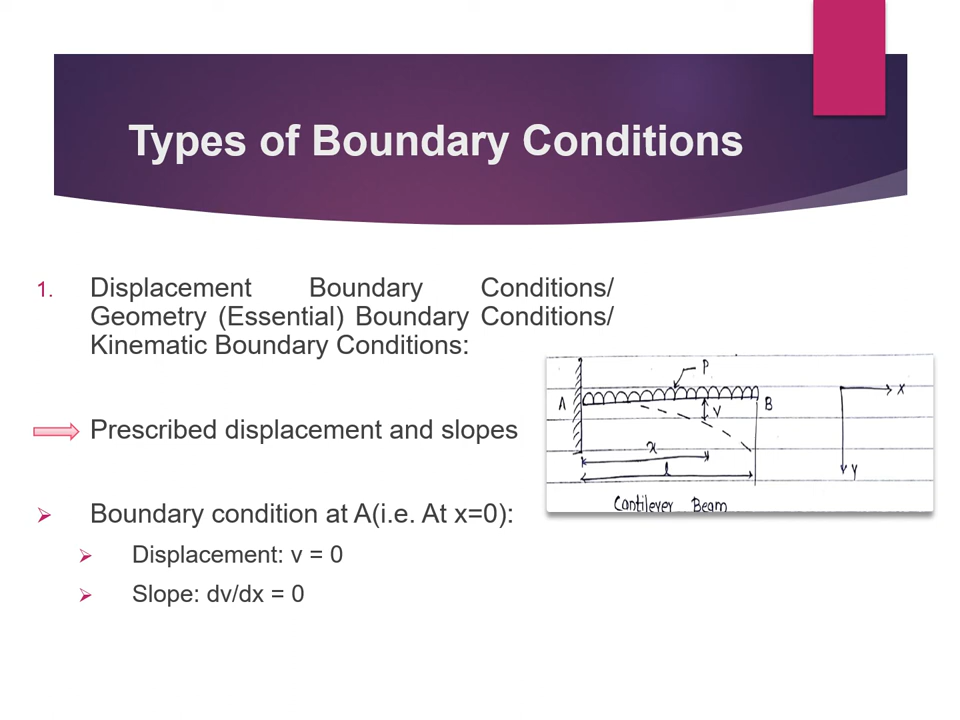 Types of Boundary Conditions
1. Displacement Boundary Conditions/
Geometry (Essential) Boundary Conditions/
Kinematic Boundary Conditions:
Prescribed displacement and slopes
Boundary condition at A(i.e. At x=0):
Displacement: v = 0
Slope: dv/dx = 0
P
A
B
v
x
l
X
Y
Cantilever Beam